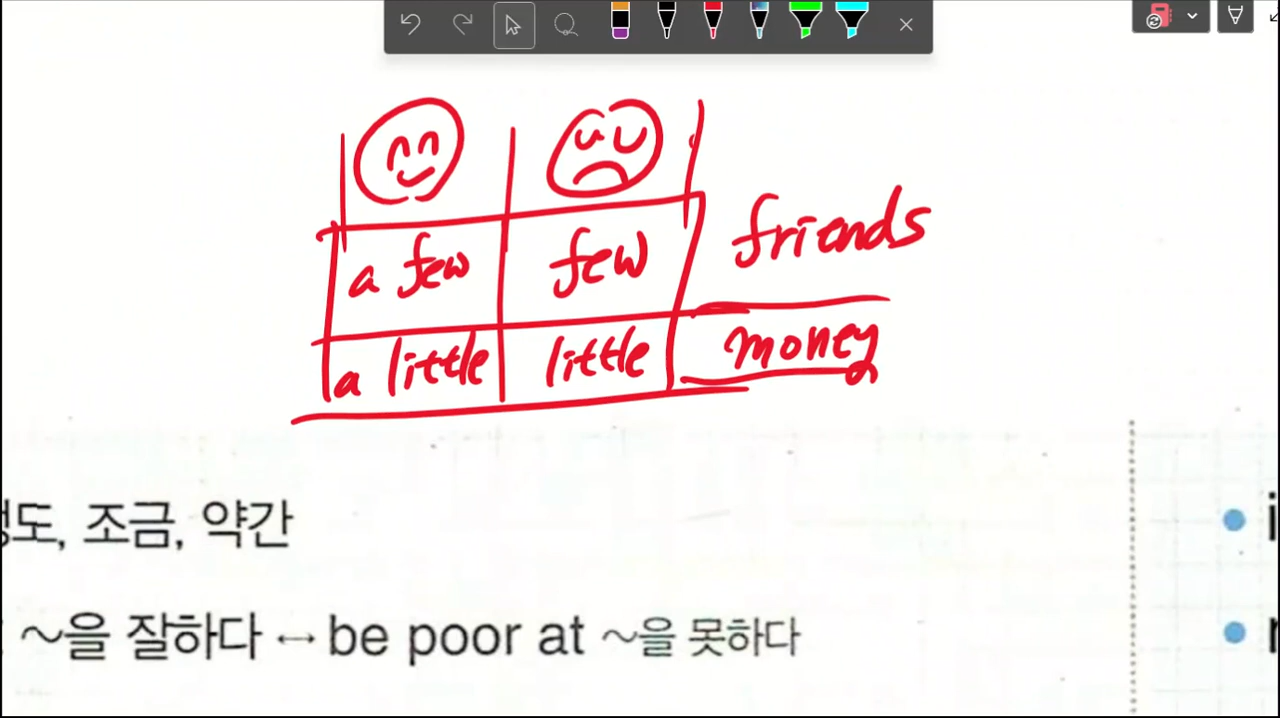 a few few friends
a little little money
도, 조금, 약간
~을 잘하다 ↔ be poor at ~을 못하다